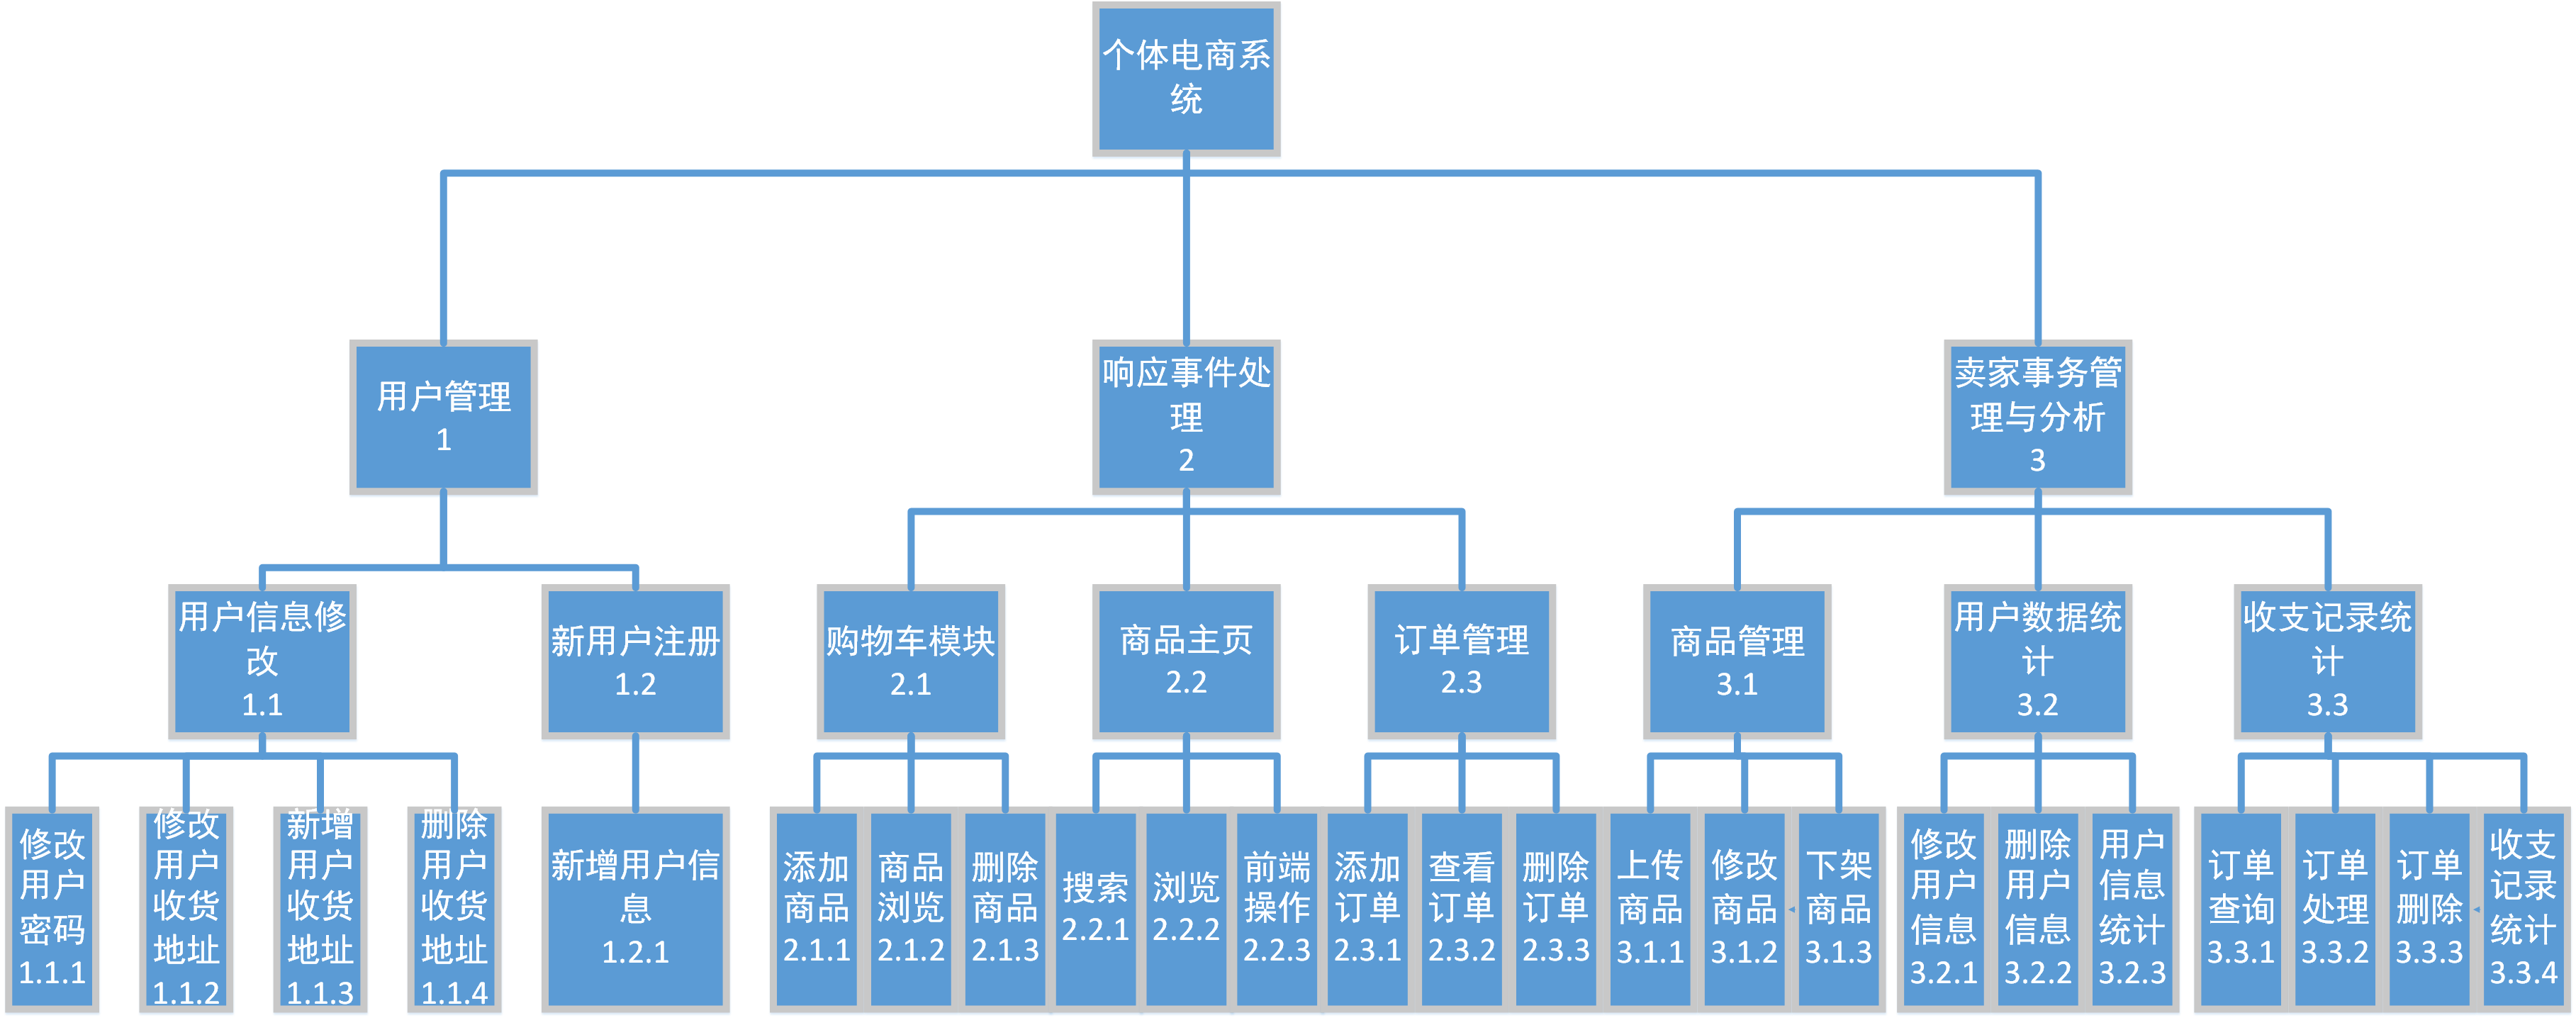 个体电商系
统
用户管理
1
响应事件处
理
2
卖家事务管
理与分析
3
用户信息修
改
1.1
新用户注册
1.2
购物车模块
2.1
商品主页
2.2
订单管理
2.3
商品管理
3.1
用户数据统
计
3.2
收支记录统
计
3.3
修改
用户
密码
1.1.1
修改
用户
收货
地址
1.1.2
新增
用户
收货
地址
1.1.3
删除
用户
收货
地址
1.1.4
新增用户信
息
1.2.1
添加
商品
2.1.1
商品
浏览
2.1.2
删除
商品
2.1.3
搜索
2.2.1
浏览
2.2.2
前端
操作
2.2.3
添加
订单
2.3.1
查看
订单
2.3.2
删除
订单
2.3.3
上传
商品
3.1.1
修改
商品
3.1.2
下架
商品
3.1.3
修改
用户
信息
3.2.1
删除
用户
信息
3.2.2
用户
信息
统计
3.2.3
订单
查询
3.3.1
订单
处理
3.3.2
订单
删除
3.3.3
收支
记录
统计
3.3.4